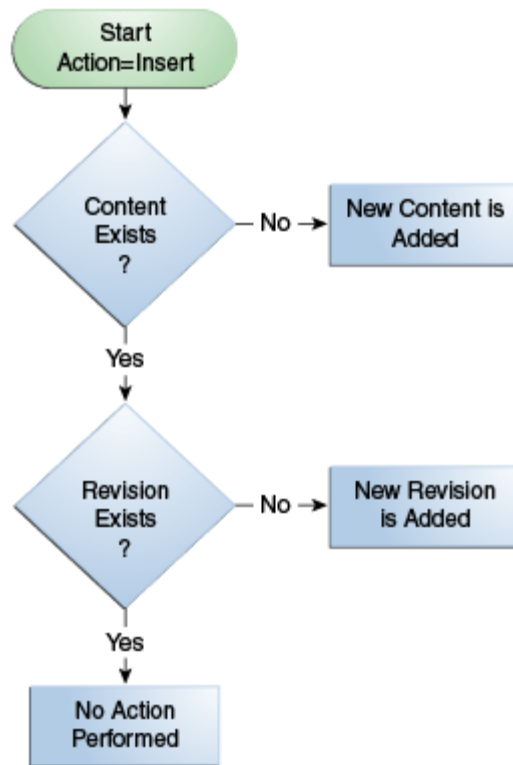 Start
Action=Insert
Content
Exists
?
No
New Content is
Added
Yes
Revision
Exists
?
No
New Revision
is Added
Yes
No Action
Performed